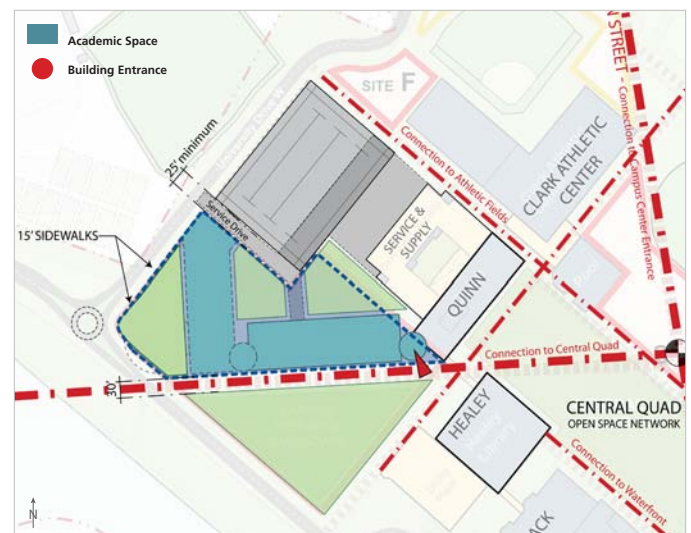 Academic Space
Building Entrance
SITE F
N STREET - Connection to Campus Center Entrance
Connection to Athletic Fields
CLARK ATHLETIC
CENTER
25' minimum
Service Drive
15' SIDEWALKS
SERVICE &
SUPPLY
QUINN
Connection to Central Quad
30'
CENTRAL QUAD
OPEN SPACE NETWORK
HEALEY
Healey
Library
Connection to Waterfront
ACK
N